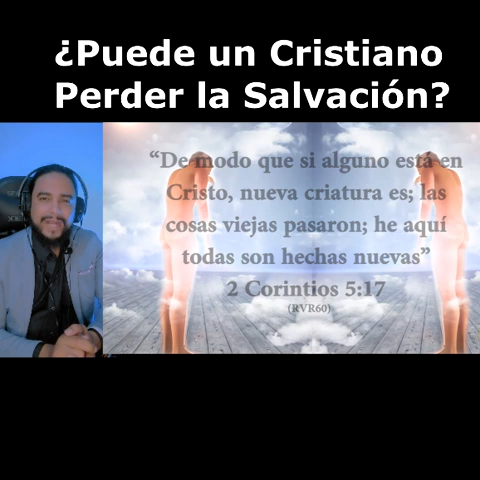 ¿Puede un Cristiano
Perder la Salvación?
“De modo que si alguno está en
Cristo, nueva criatura es; las
cosas viejas pasaron; he aquí
todas son hechas nuevas”
2 Corintios 5:17
(RVR60)